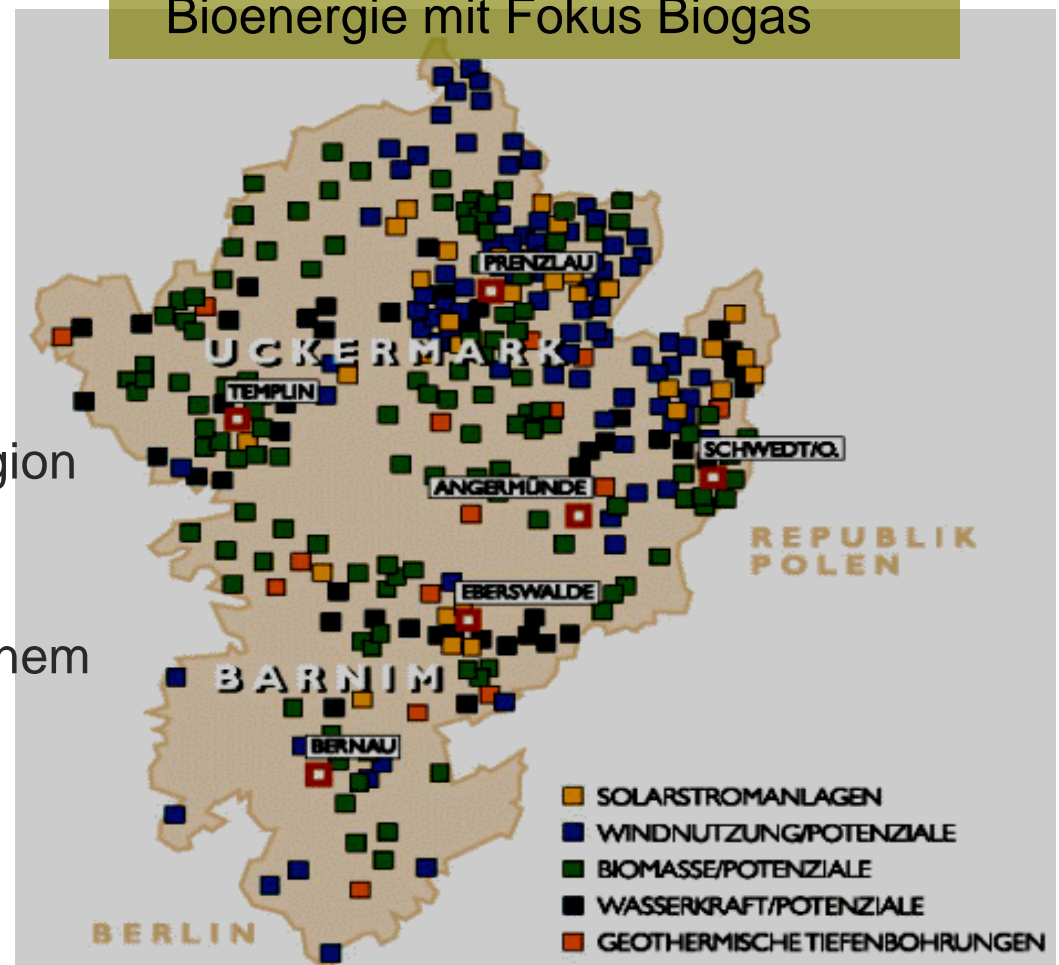 Bioenergie mit Fokus Biogas
PRENZLAU
UCKERMARK
TEMPLIN
SCHWEDT/O.
gion
ANGERMÜNDE
REPUBLIK
POLEN
EBERSWALDE
nem
BARNIM
BERNAU
SOLARSTROMANLAGEN
WINDNUTZUNG/POTENZIALE
BIOMASSE/POTENZIALE
WASSERKRAFT/POTENZIALE
BERLIN
GEOTHERMISCHE TIEFENBOHRUNGEN